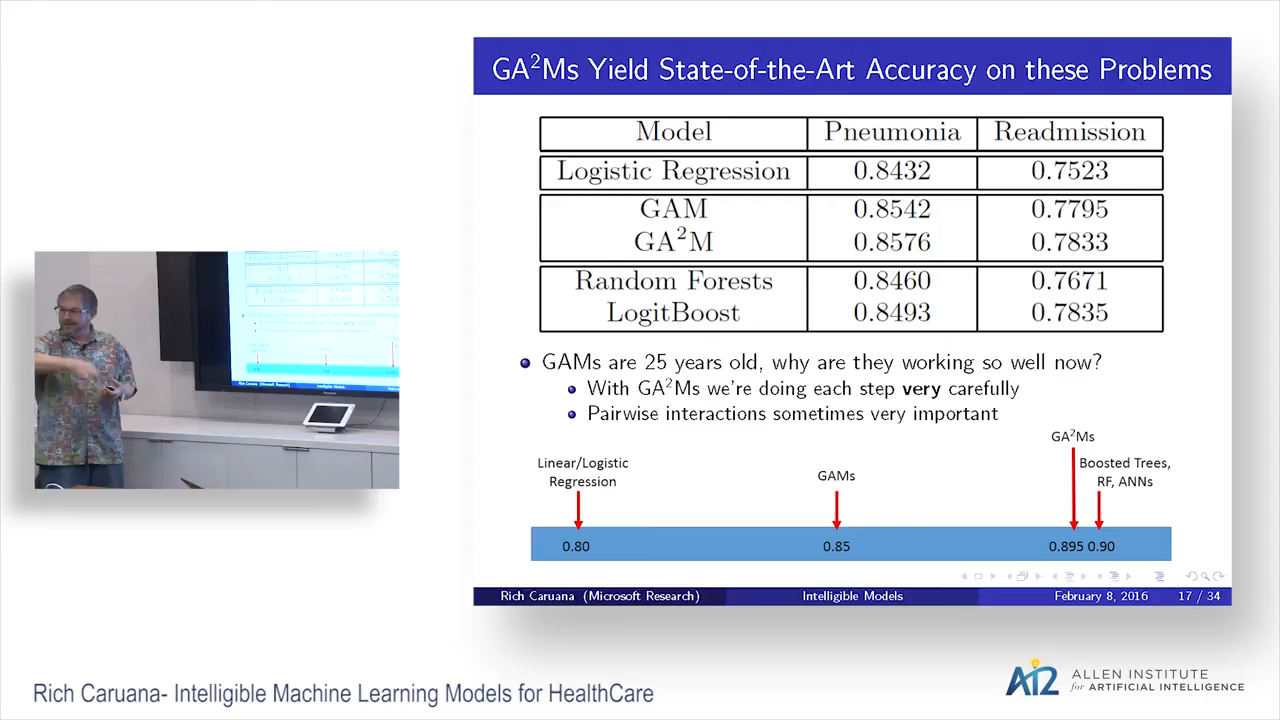 GA²Ms Yield State-of-the-Art Accuracy on these Problems
Model Pneumonia Readmission
Logistic Regression 0.8432 0.7523
GAM 0.8542 0.7795
GA²M 0.8576 0.7833
Random Forests 0.8460 0.7671
LogitBoost 0.8493 0.7835
GAMs are 25 years old, why are they working so well now?
With GA²Ms we're doing each step very carefully
Pairwise interactions sometimes very important
Linear/Logistic
Regression
GAMs
GA²Ms
Boosted Trees,
RF, ANNs
0.80 0.85 0.895 0.90
Rich Caruana (Microsoft Research) Intelligible Models February 8, 2016 17 / 34
Rich Caruana- Intelligible Machine Learning Models for HealthCare
AI2 ALLEN INSTITUTE
for ARTIFICIAL INTELLIGENCE